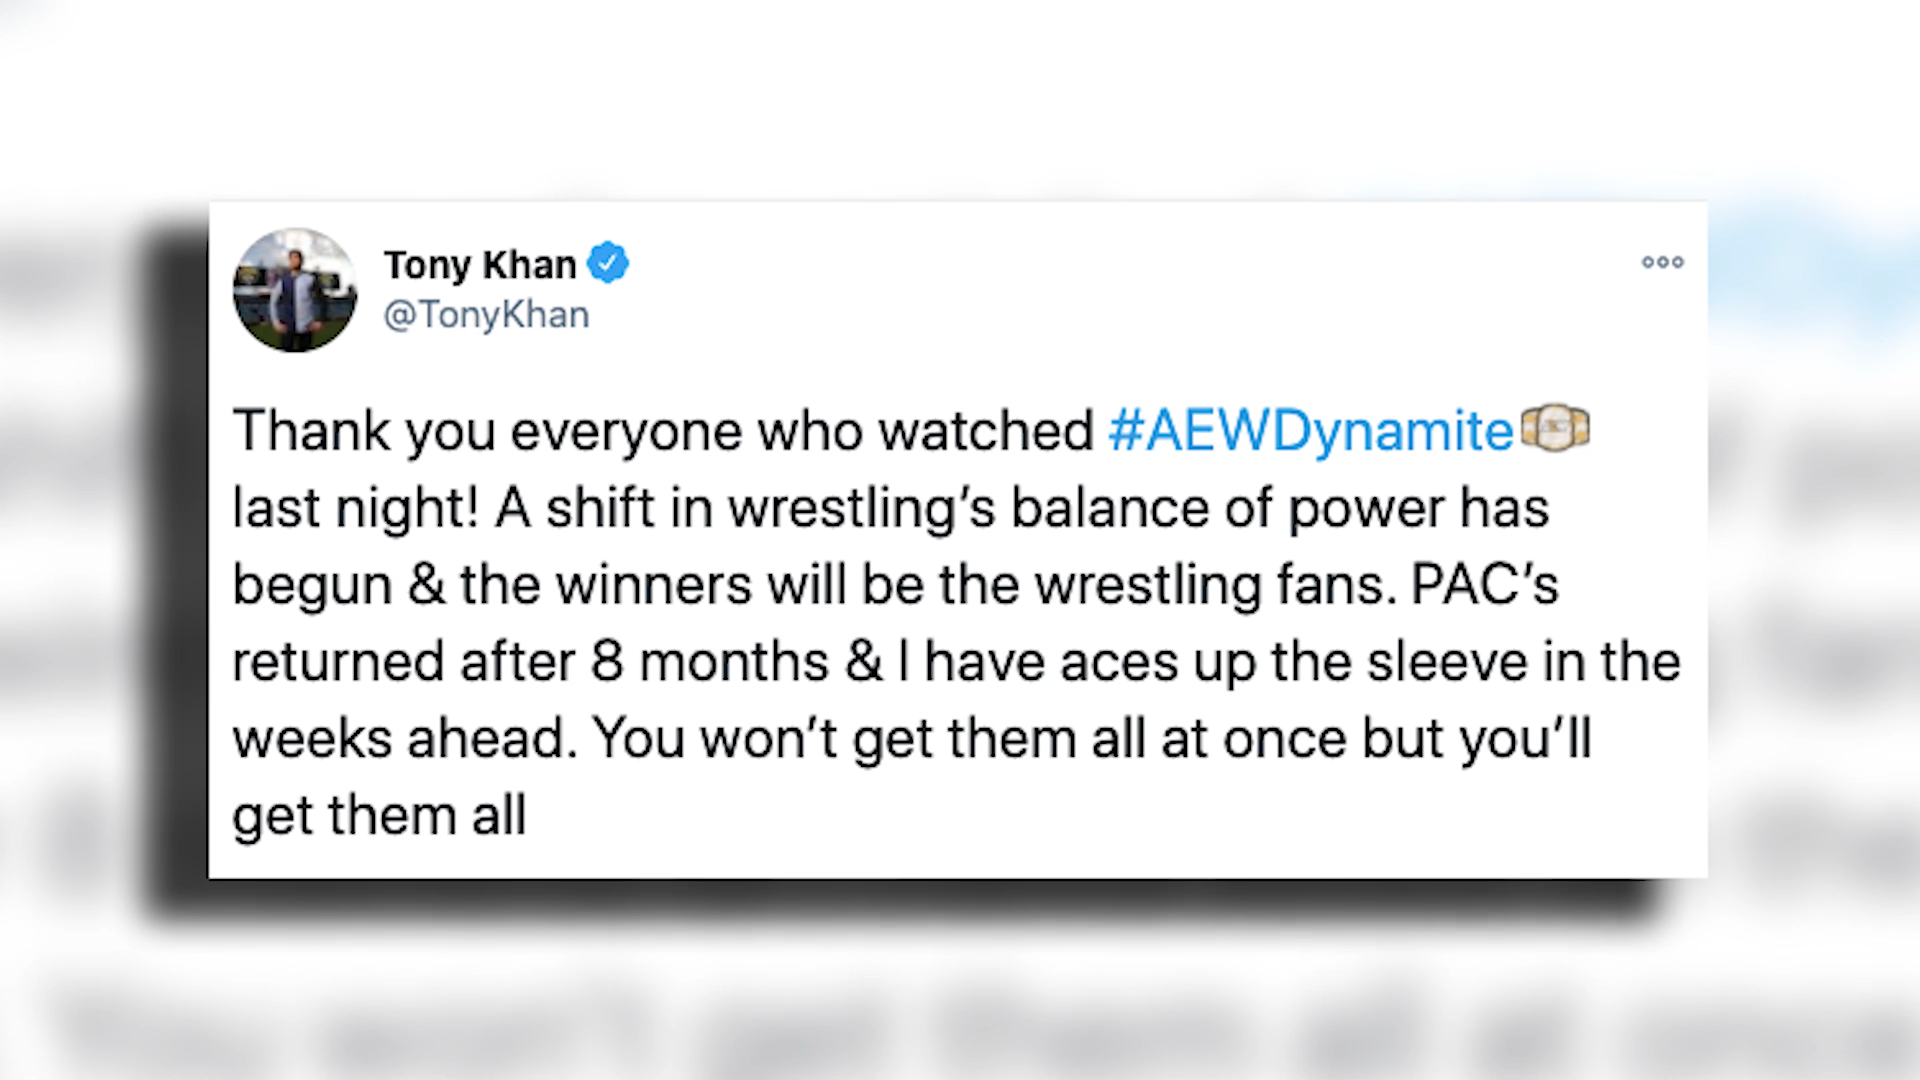 Tony Khan
@TonyKhan
Thank you everyone who watched #AEWDynamite
last night! A shift in wrestling’s balance of power has
begun & the winners will be the wrestling fans. PAC’s
returned after 8 months & I have aces up the sleeve in the
weeks ahead. You won’t get them all at once but you’ll
get them all